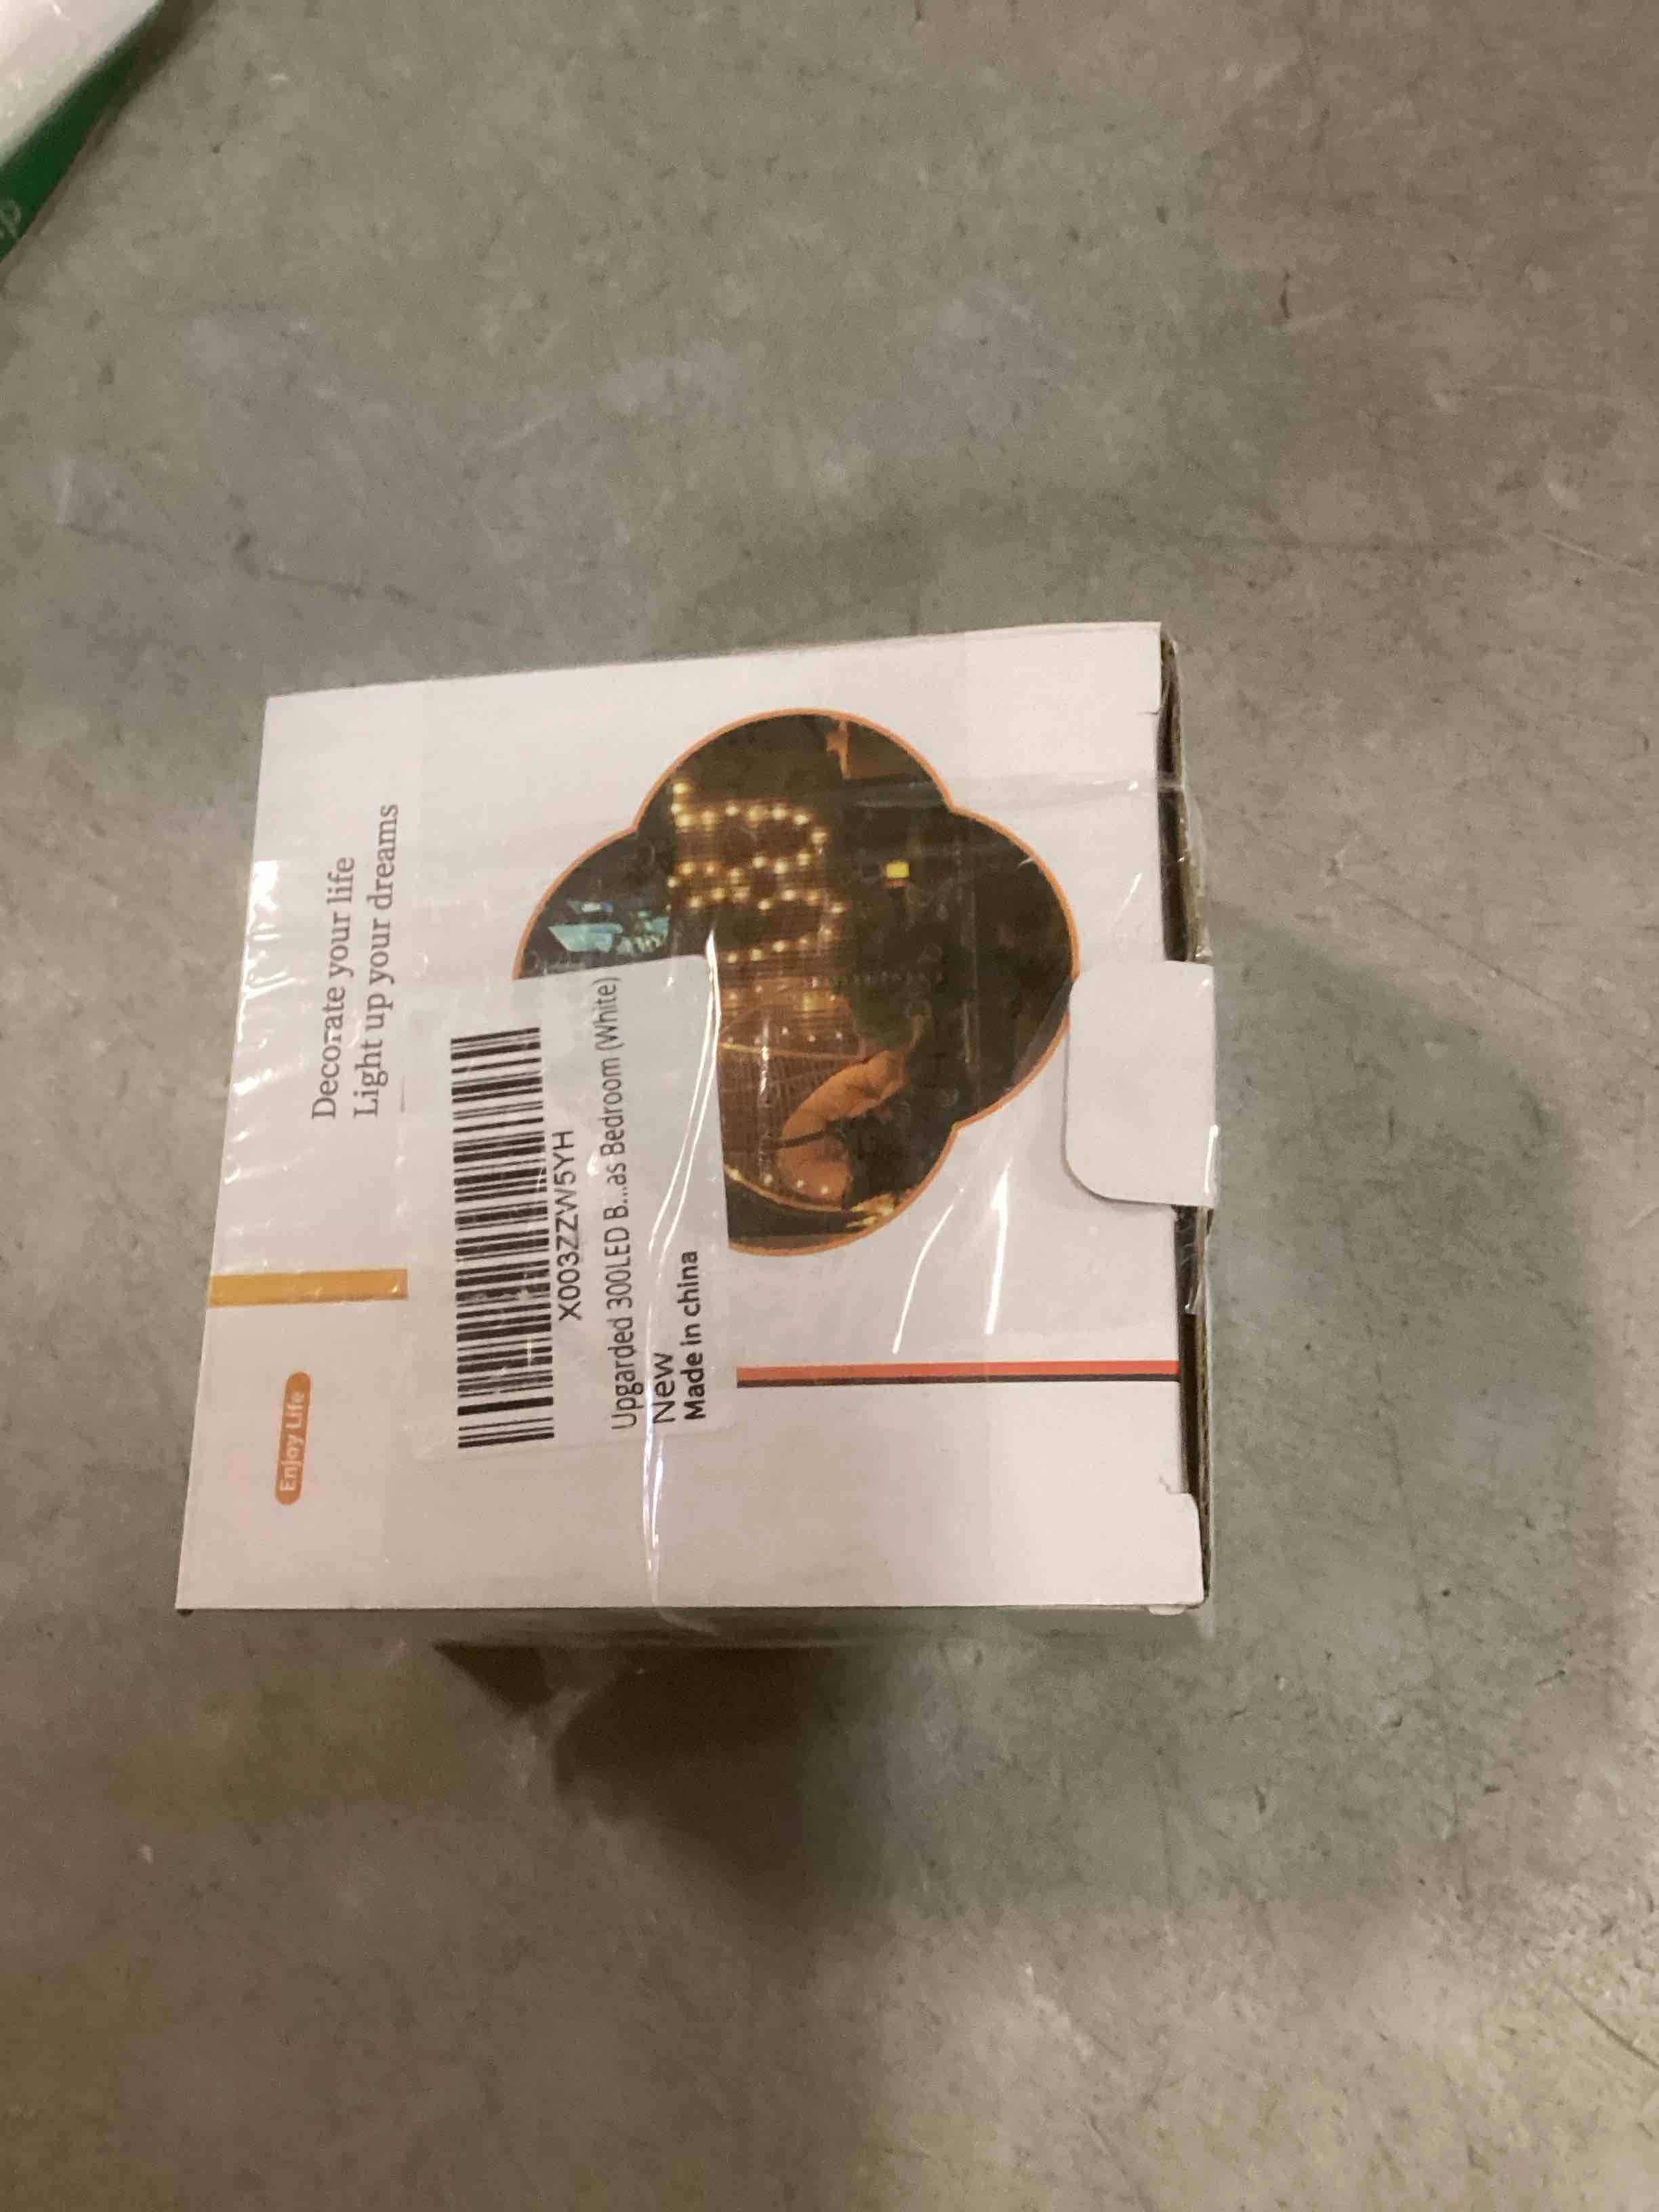 Enjoy Life
Decorate your life
Light up your dreams
X003ZZW5YH
Upgarded 300LED B...as Bedroom (White)
New
Made in china